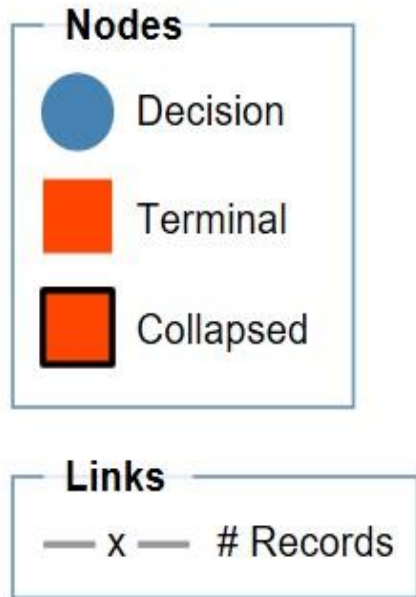 Nodes
Decision
Terminal
Collapsed
Links
x # Records